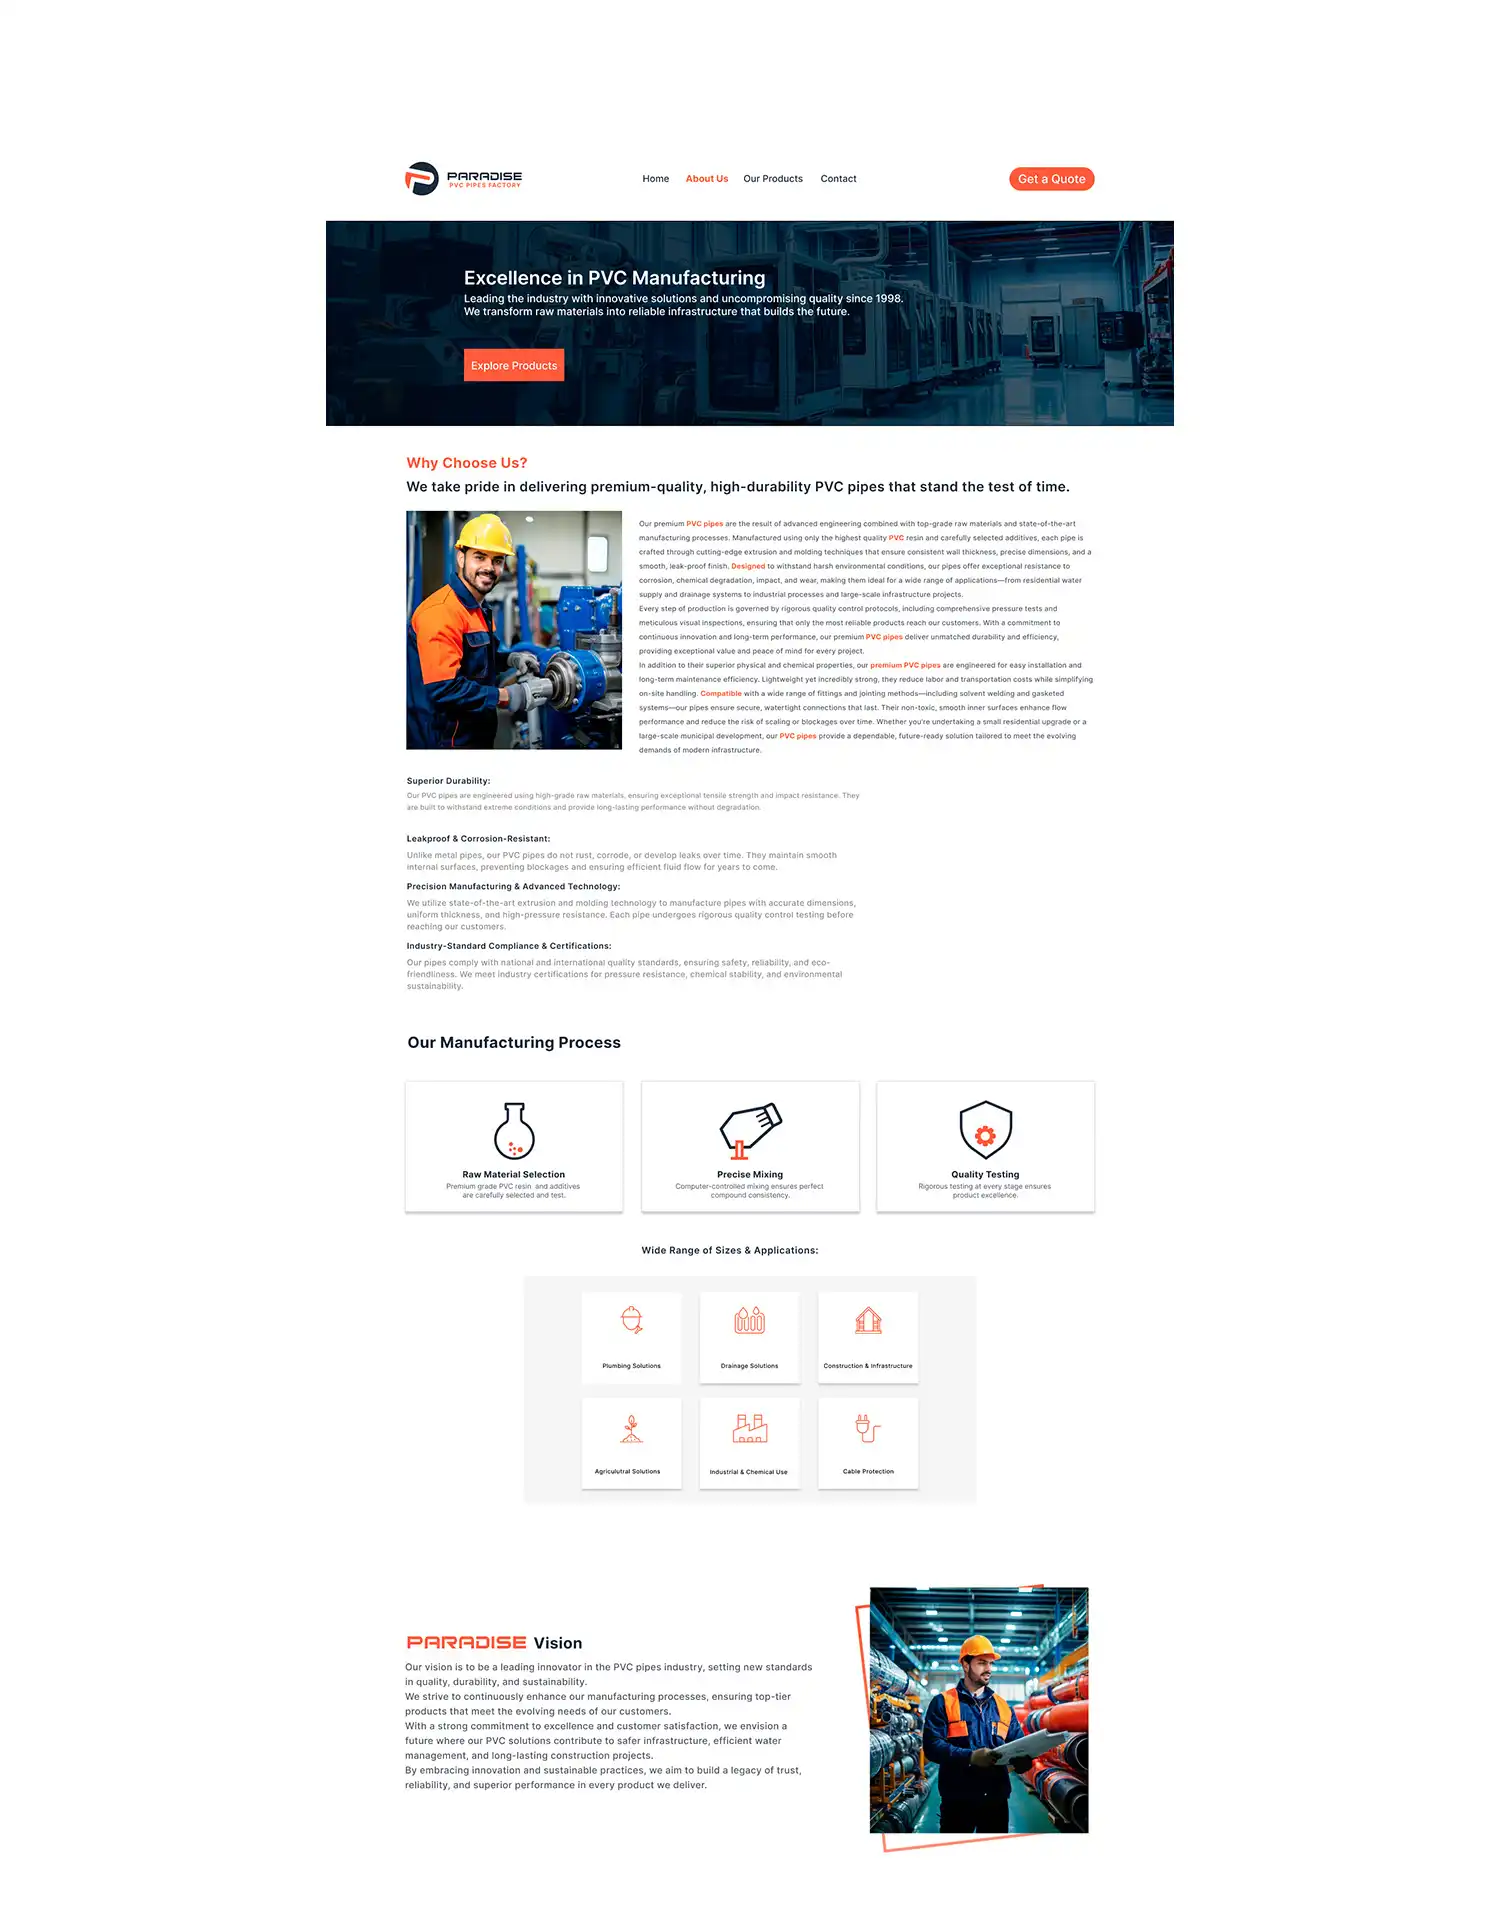 PARADISE
PVC PIPES FACTORY
Home
About Us
Our Products
Contact
Get a Quote
Excellence in PVC Manufacturing
Leading the industry with innovative solutions and uncompromising quality since 1998.
We transform raw materials into reliable infrastructure that builds the future.
Explore Products
Why Choose Us?
We take pride in delivering premium-quality, high-durability PVC pipes that stand the test of time.
Our premium PVC pipes are the result of advanced engineering combined with top-grade raw materials and state-of-the-art
manufacturing processes. Manufactured using only the highest quality PVC resin and carefully selected additives, each pipe is
crafted through cutting-edge extrusion and molding techniques that ensure consistent wall thickness, precise dimensions, and a
smooth, leak-proof finish. Designed to withstand harsh environmental conditions, our pipes offer exceptional resistance to
corrosion, chemical degradation, impact, and wear, making them ideal for a wide range of applications—from residential water
supply and drainage systems to industrial processes and large-scale infrastructure projects.
Every step of production is governed by rigorous quality control protocols, including comprehensive pressure tests and
meticulous visual inspections, ensuring that only the most reliable products reach our customers. With a commitment to
continuous innovation and long-term performance, our premium PVC pipes deliver unmatched durability and efficiency,
providing exceptional value and peace of mind for every project.
In addition to their superior physical and chemical properties, our premium PVC pipes are engineered for easy installation and
long-term maintenance efficiency. Lightweight yet incredibly strong, they reduce labor and transportation costs while simplifying
on-site handling. Compatible with a wide range of fittings and jointing methods—including solvent welding and gasketed
systems—our pipes ensure secure, watertight connections that last. Their non-toxic, smooth inner surfaces enhance flow
performance and reduce the risk of scaling or blockages over time. Whether you're undertaking a small residential upgrade or a
large-scale municipal development, our PVC pipes provide a dependable, future-ready solution tailored to meet the evolving
demands of modern infrastructure.
Superior Durability:
Our PVC pipes are engineered using high-grade raw materials, ensuring exceptional tensile strength and impact resistance. They
are built to withstand extreme conditions and provide long-lasting performance without degradation.
Leakproof & Corrosion-Resistant:
Unlike metal pipes, our PVC pipes do not rust, corrode, or develop leaks over time. They maintain smooth
internal surfaces, preventing blockages and ensuring efficient fluid flow for years to come.
Precision Manufacturing & Advanced Technology:
We utilize state-of-the-art extrusion and molding technology to manufacture pipes with accurate dimensions,
uniform thickness, and high-pressure resistance. Each pipe undergoes rigorous quality control testing before
reaching our customers.
Industry-Standard Compliance & Certifications:
Our pipes comply with national and international quality standards, ensuring safety, reliability, and eco-
friendliness. We meet industry certifications for pressure resistance, chemical stability, and environmental
sustainability.
Our Manufacturing Process
Raw Material Selection
Premium grade PVC resin and additives
are carefully selected and test.
Precise Mixing
Computer-controlled mixing ensures perfect
compound consistency.
Quality Testing
Rigorous testing at every stage ensures
product excellence.
Wide Range of Sizes & Applications:
Plumbing Solutions
Drainage Solutions
Construction & Infrastructure
Agriculutral Solutions
Industrial & Chemical Use
Cable Protection
PARADISE Vision
Our vision is to be a leading innovator in the PVC pipes industry, setting new standards
in quality, durability, and sustainability.
We strive to continuously enhance our manufacturing processes, ensuring top-tier
products that meet the evolving needs of our customers.
With a strong commitment to excellence and customer satisfaction, we envision a
future where our PVC solutions contribute to safer infrastructure, efficient water
management, and long-lasting construction projects.
By embracing innovation and sustainable practices, we aim to build a legacy of trust,
reliability, and superior performance in every product we deliver.